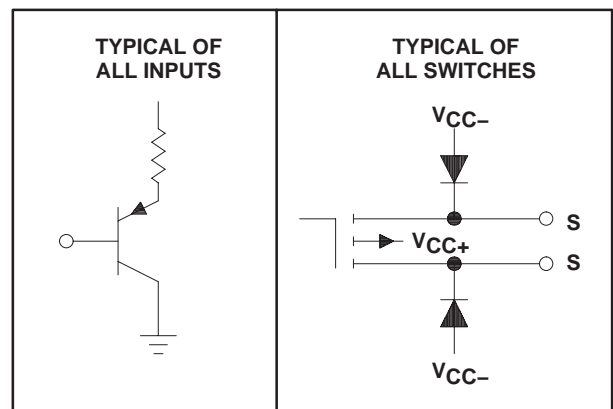 TYPICAL OF
ALL INPUTS
TYPICAL OF
ALL SWITCHES
VCC–
S
VCC+
S
VCC–